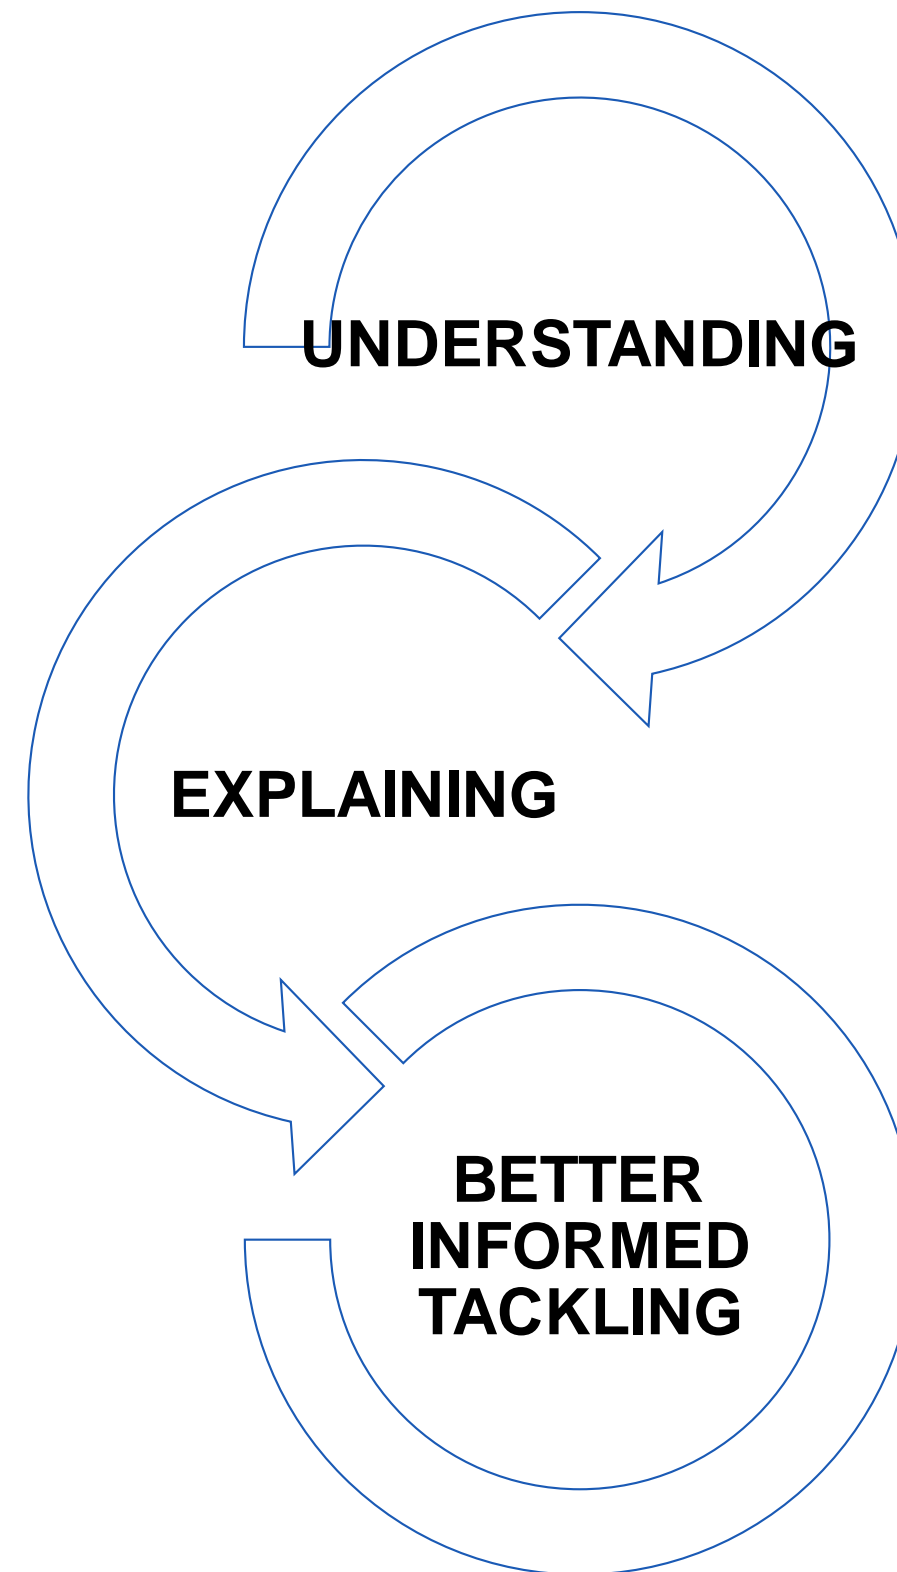 UNDERSTANDING
EXPLAINING
BETTER
INFORMED
TACKLING